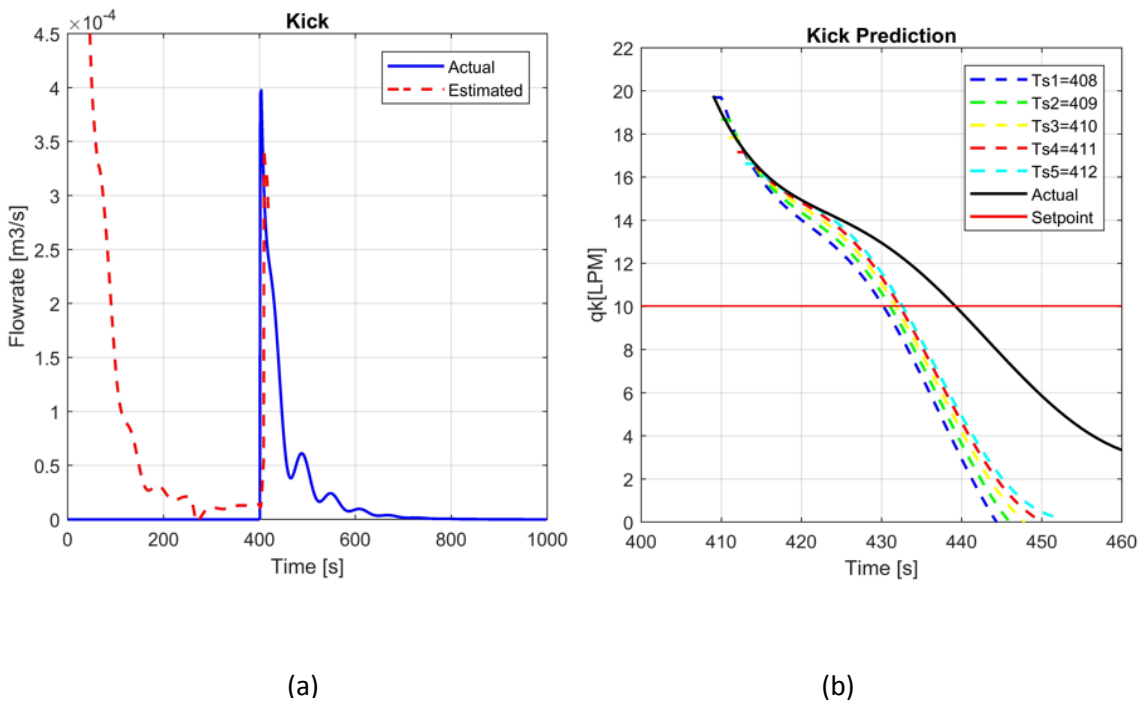 Kick
×10⁻⁴
4.5
4
3.5
3
2.5
2
1.5
1
0.5
0
Flowrate [m3/s]
Actual
Estimated
0 200 400 600 800 1000
Time [s]
(a)
Kick Prediction
22
20
18
16
14
12
10
8
6
4
2
0
qk[LPM]
Ts1=408
Ts2=409
Ts3=410
Ts4=411
Ts5=412
Actual
Setpoint
400 410 420 430 440 450 460
Time [s]
(b)